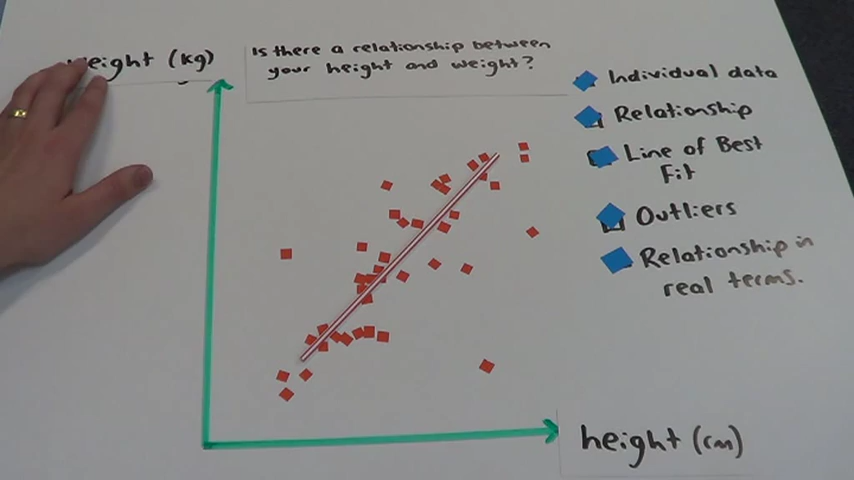 weight (kg)
Is there a relationship between
your height and weight?
Individual data
Relationship
Line of Best
Fit
Outliers
Relationship in
real terms.
height (cm)